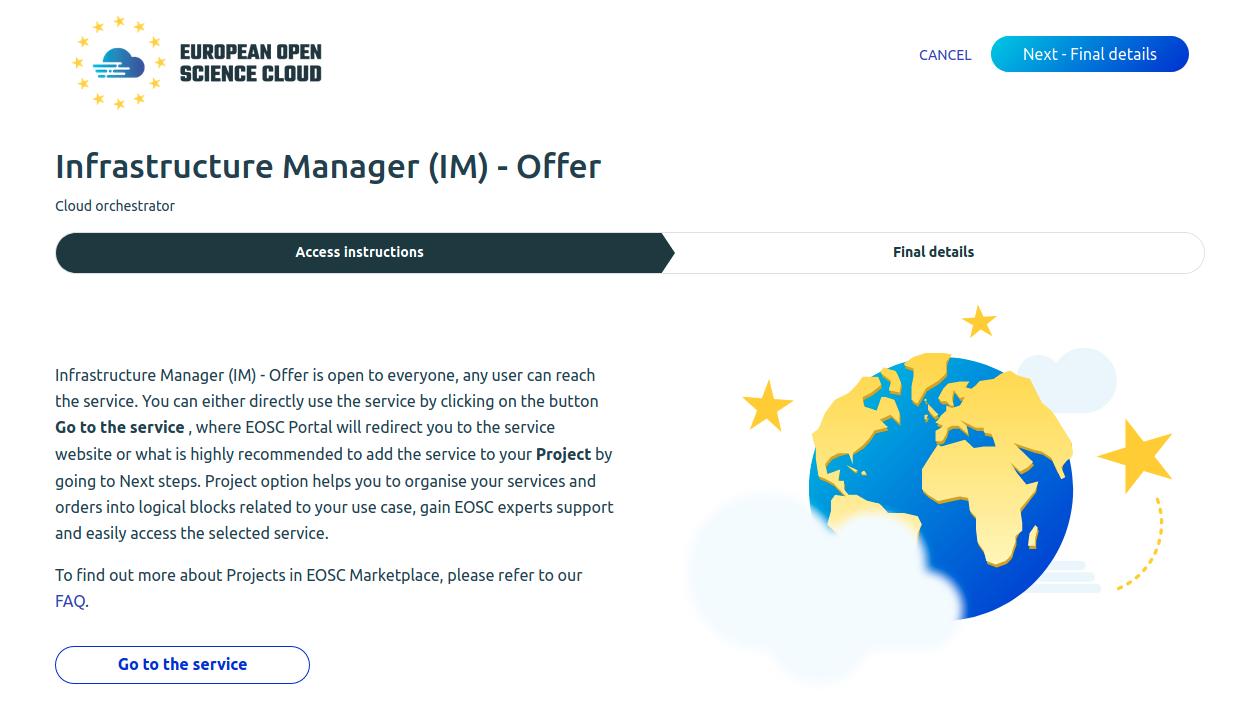 EUROPEAN OPEN
SCIENCE CLOUD
CANCEL
Next - Final details
Infrastructure Manager (IM) - Offer
Cloud orchestrator
Access instructions
Final details
Infrastructure Manager (IM) - Offer is open to everyone, any user can reach
the service. You can either directly use the service by clicking on the button
Go to the service , where EOSC Portal will redirect you to the service
website or what is highly recommended to add the service to your Project by
going to Next steps. Project option helps you to organise your services and
orders into logical blocks related to your use case, gain EOSC experts support
and easily access the selected service.
To find out more about Projects in EOSC Marketplace, please refer to our
FAQ.
Go to the service